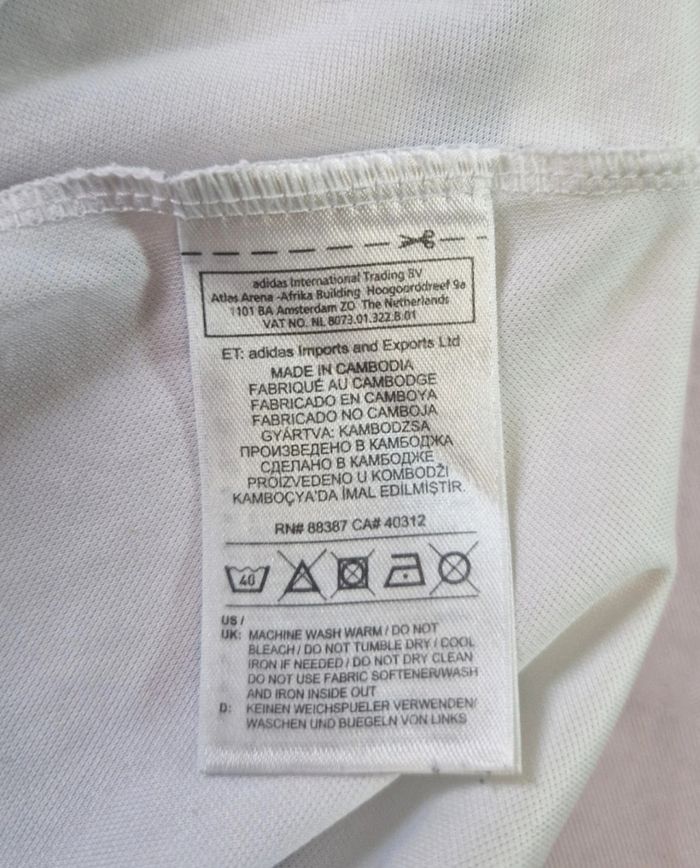 adidas International Trading BV
Atlas Arena -Afrika Building Hoogoorddreef 9a
1101 BA Amsterdam ZO The Netherlands
VAT NO. NL 8073.01.322.B.01
ET: adidas Imports and Exports Ltd
MADE IN CAMBODIA
FABRIQUÉ AU CAMBODGE
FABRICADO EN CAMBOYA
FABRICADO NO CAMBOJA
GYÁRTVA: KAMBODZSA
ПРОИЗВЕДЕНО В КАМБОДЖА
СДЕЛАНО В КАМБОДЖЕ
PROIZVEDENO U KOMBODŽI
KAMBOÇYA'DA İMAL EDİLMİŞTİR.
RN# 88387 CA# 40312
40
US /
UK: MACHINE WASH WARM / DO NOT
BLEACH / DO NOT TUMBLE DRY / COOL
IRON IF NEEDED / DO NOT DRY CLEAN
DO NOT USE FABRIC SOFTENER/WASH
AND IRON INSIDE OUT
D: KEINEN WEICHSPUELER VERWENDEN/
WASCHEN UND BUEGELN VON LINKS